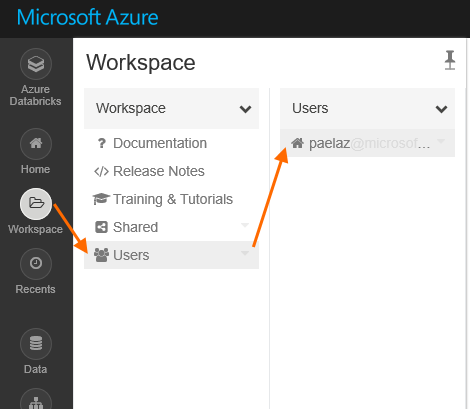 Microsoft Azure
Azure
Databricks
Home
Workspace
Recents
Data
Workspace
Workspace
? Documentation
</> Release Notes
Training & Tutorials
Shared
Users
Users
paelaz@microsof...